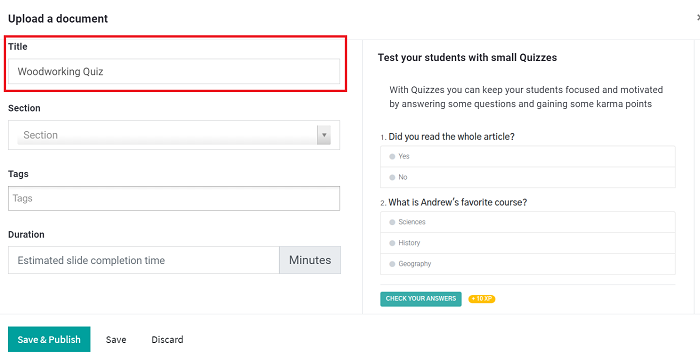 Upload a document
Title
Woodworking Quiz
Section
Section
Tags
Tags
Duration
Estimated slide completion time Minutes
Save & Publish Save Discard
Test your students with small Quizzes
With Quizzes you can keep your students focused and motivated
by answering some questions and gaining some karma points
1. Did you read the whole article?
Yes
No
2. What is Andrew's favorite course?
Sciences
History
Geography
CHECK YOUR ANSWERS + 10 XP